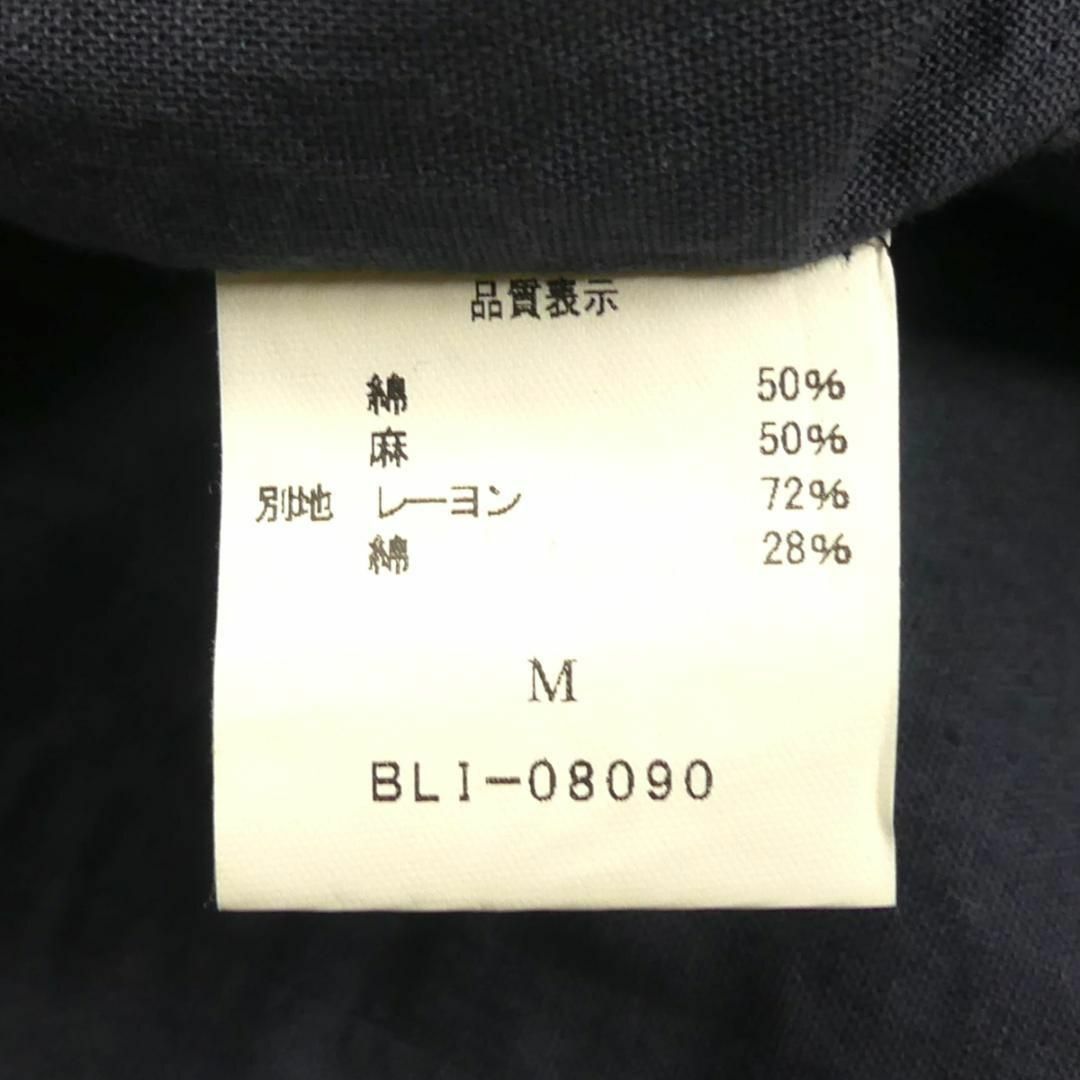 品質表示
綿 50%
麻 50%
別地 レーヨン 72%
綿 28%
M
BLI-08090